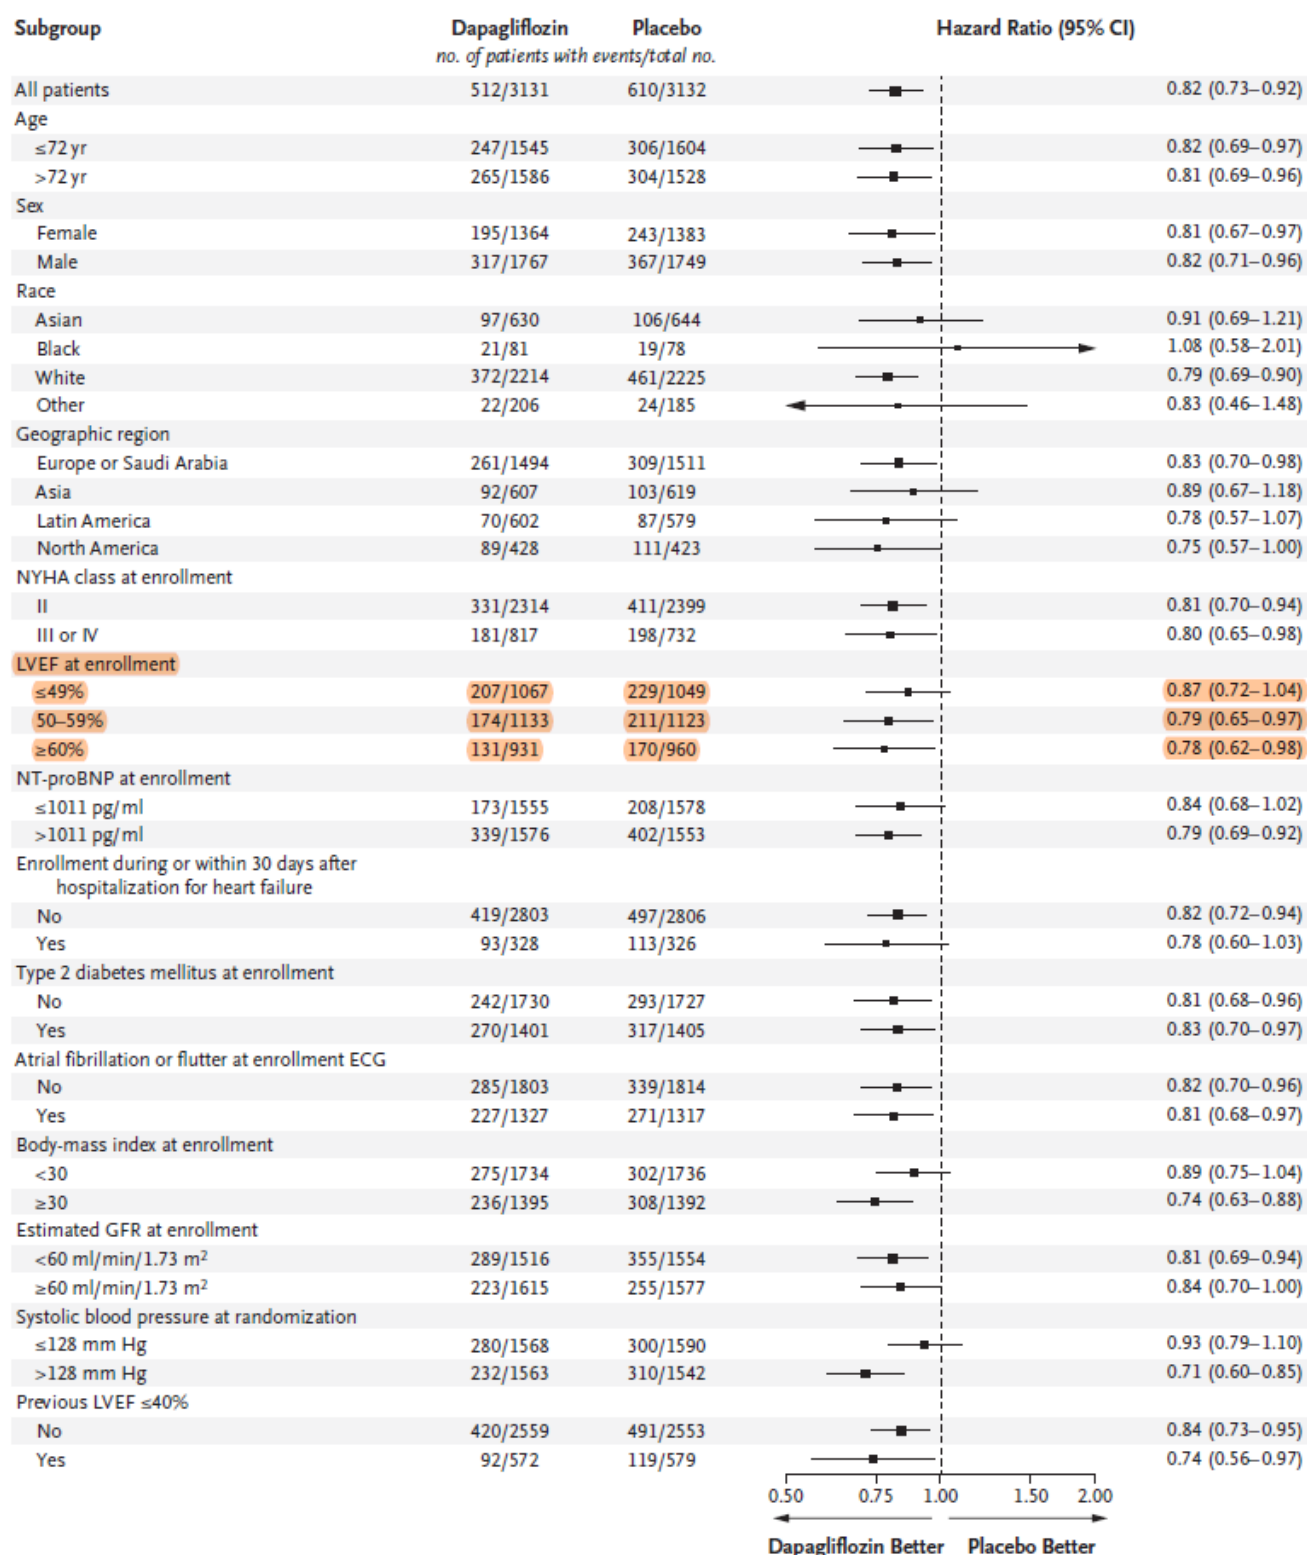 Subgroup Dapagliflozin Placebo Hazard Ratio (95% CI)
no. of patients with events/total no.
All patients 512/3131 610/3132 0.82 (0.73–0.92)
Age
≤72 yr 247/1545 306/1604 0.82 (0.69–0.97)
>72 yr 265/1586 304/1528 0.81 (0.69–0.96)
Sex
Female 195/1364 243/1383 0.81 (0.67–0.97)
Male 317/1767 367/1749 0.82 (0.71–0.96)
Race
Asian 97/630 106/644 0.91 (0.69–1.21)
Black 21/81 19/78 1.08 (0.58–2.01)
White 372/2214 461/2225 0.79 (0.69–0.90)
Other 22/206 24/185 0.83 (0.46–1.48)
Geographic region
Europe or Saudi Arabia 261/1494 309/1511 0.83 (0.70–0.98)
Asia 92/607 103/619 0.89 (0.67–1.18)
Latin America 70/602 87/579 0.78 (0.57–1.07)
North America 89/428 111/423 0.75 (0.57–1.00)
NYHA class at enrollment
II 331/2314 411/2399 0.81 (0.70–0.94)
III or IV 181/817 198/732 0.80 (0.65–0.98)
LVEF at enrollment
≤49% 207/1067 229/1049 0.87 (0.72–1.04)
50–59% 174/1133 211/1123 0.79 (0.65–0.97)
≥60% 131/931 170/960 0.78 (0.62–0.98)
NT-proBNP at enrollment
≤1011 pg/ml 173/1555 208/1578 0.84 (0.68–1.02)
>1011 pg/ml 339/1576 402/1553 0.79 (0.69–0.92)
Enrollment during or within 30 days after
hospitalization for heart failure
No 419/2803 497/2806 0.82 (0.72–0.94)
Yes 93/328 113/326 0.78 (0.60–1.03)
Type 2 diabetes mellitus at enrollment
No 242/1730 293/1727 0.81 (0.68–0.96)
Yes 270/1401 317/1405 0.83 (0.70–0.97)
Atrial fibrillation or flutter at enrollment ECG
No 285/1803 339/1814 0.82 (0.70–0.96)
Yes 227/1327 271/1317 0.81 (0.68–0.97)
Body-mass index at enrollment
<30 275/1734 302/1736 0.89 (0.75–1.04)
≥30 236/1395 308/1392 0.74 (0.63–0.88)
Estimated GFR at enrollment
<60 ml/min/1.73 m² 289/1516 355/1554 0.81 (0.69–0.94)
≥60 ml/min/1.73 m² 223/1615 255/1577 0.84 (0.70–1.00)
Systolic blood pressure at randomization
≤128 mm Hg 280/1568 300/1590 0.93 (0.79–1.10)
>128 mm Hg 232/1563 310/1542 0.71 (0.60–0.85)
Previous LVEF ≤40%
No 420/2559 491/2553 0.84 (0.73–0.95)
Yes 92/572 119/579 0.74 (0.56–0.97)
0.50 0.75 1.00 1.50 2.00
Dapagliflozin Better Placebo Better